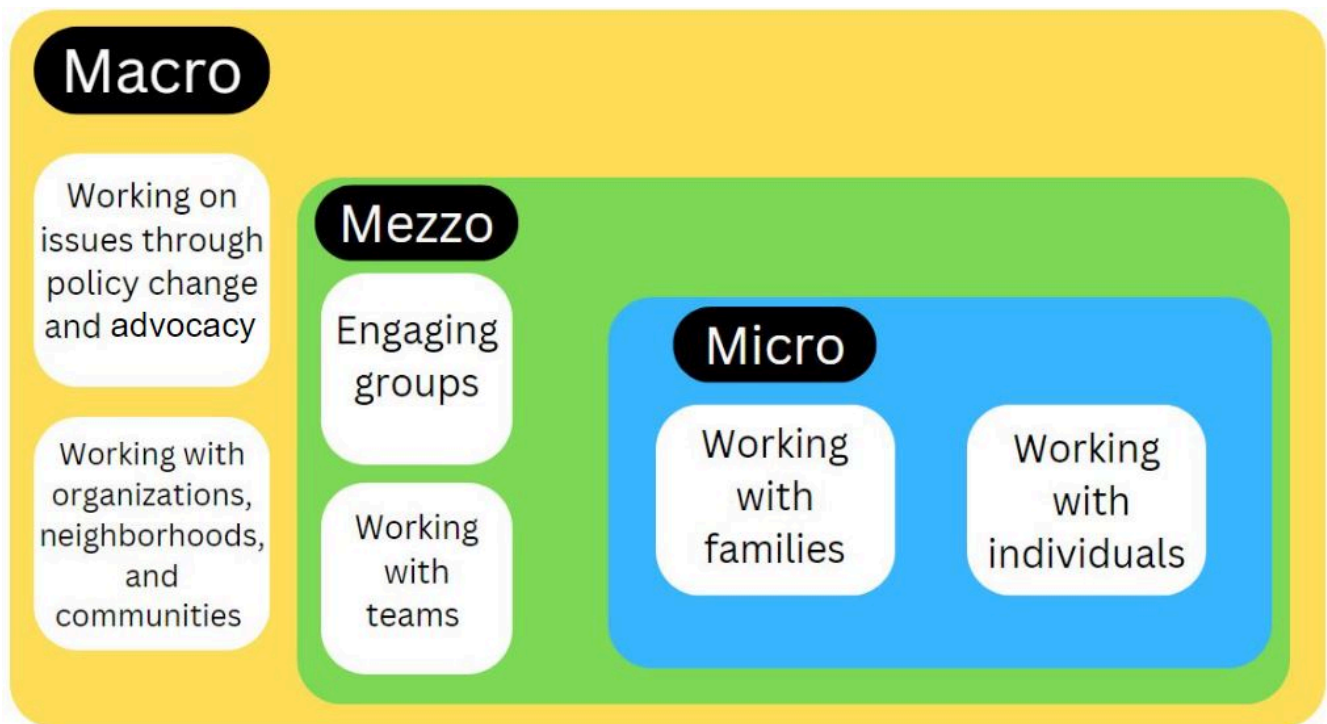 Macro
Working on
issues through
policy change
and advocacy
Working with
organizations,
neighborhoods,
and
communities
Mezzo
Engaging
groups
Working
with
teams
Micro
Working
with
families
Working
with
individuals